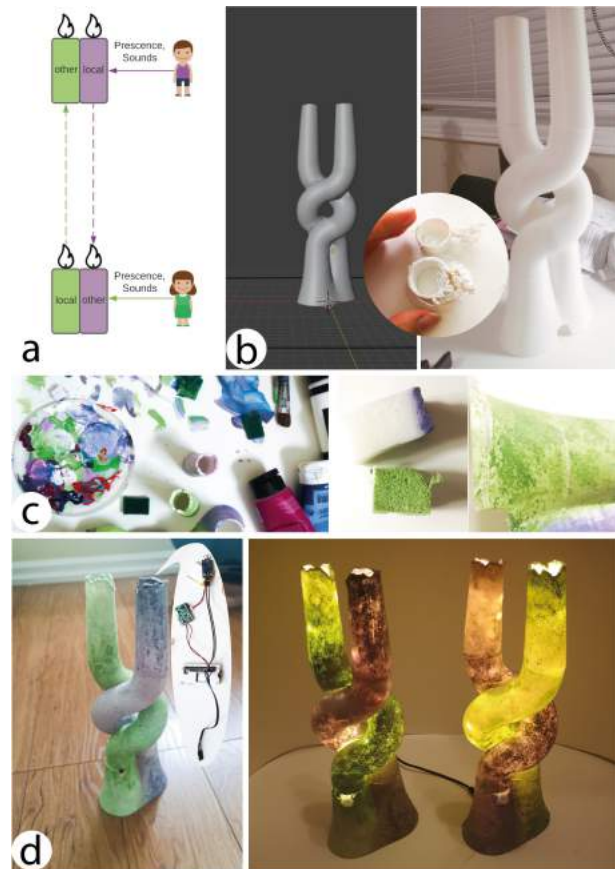 other
local
Prescence,
Sounds
local
other
Prescence,
Sounds
a
b
c
d